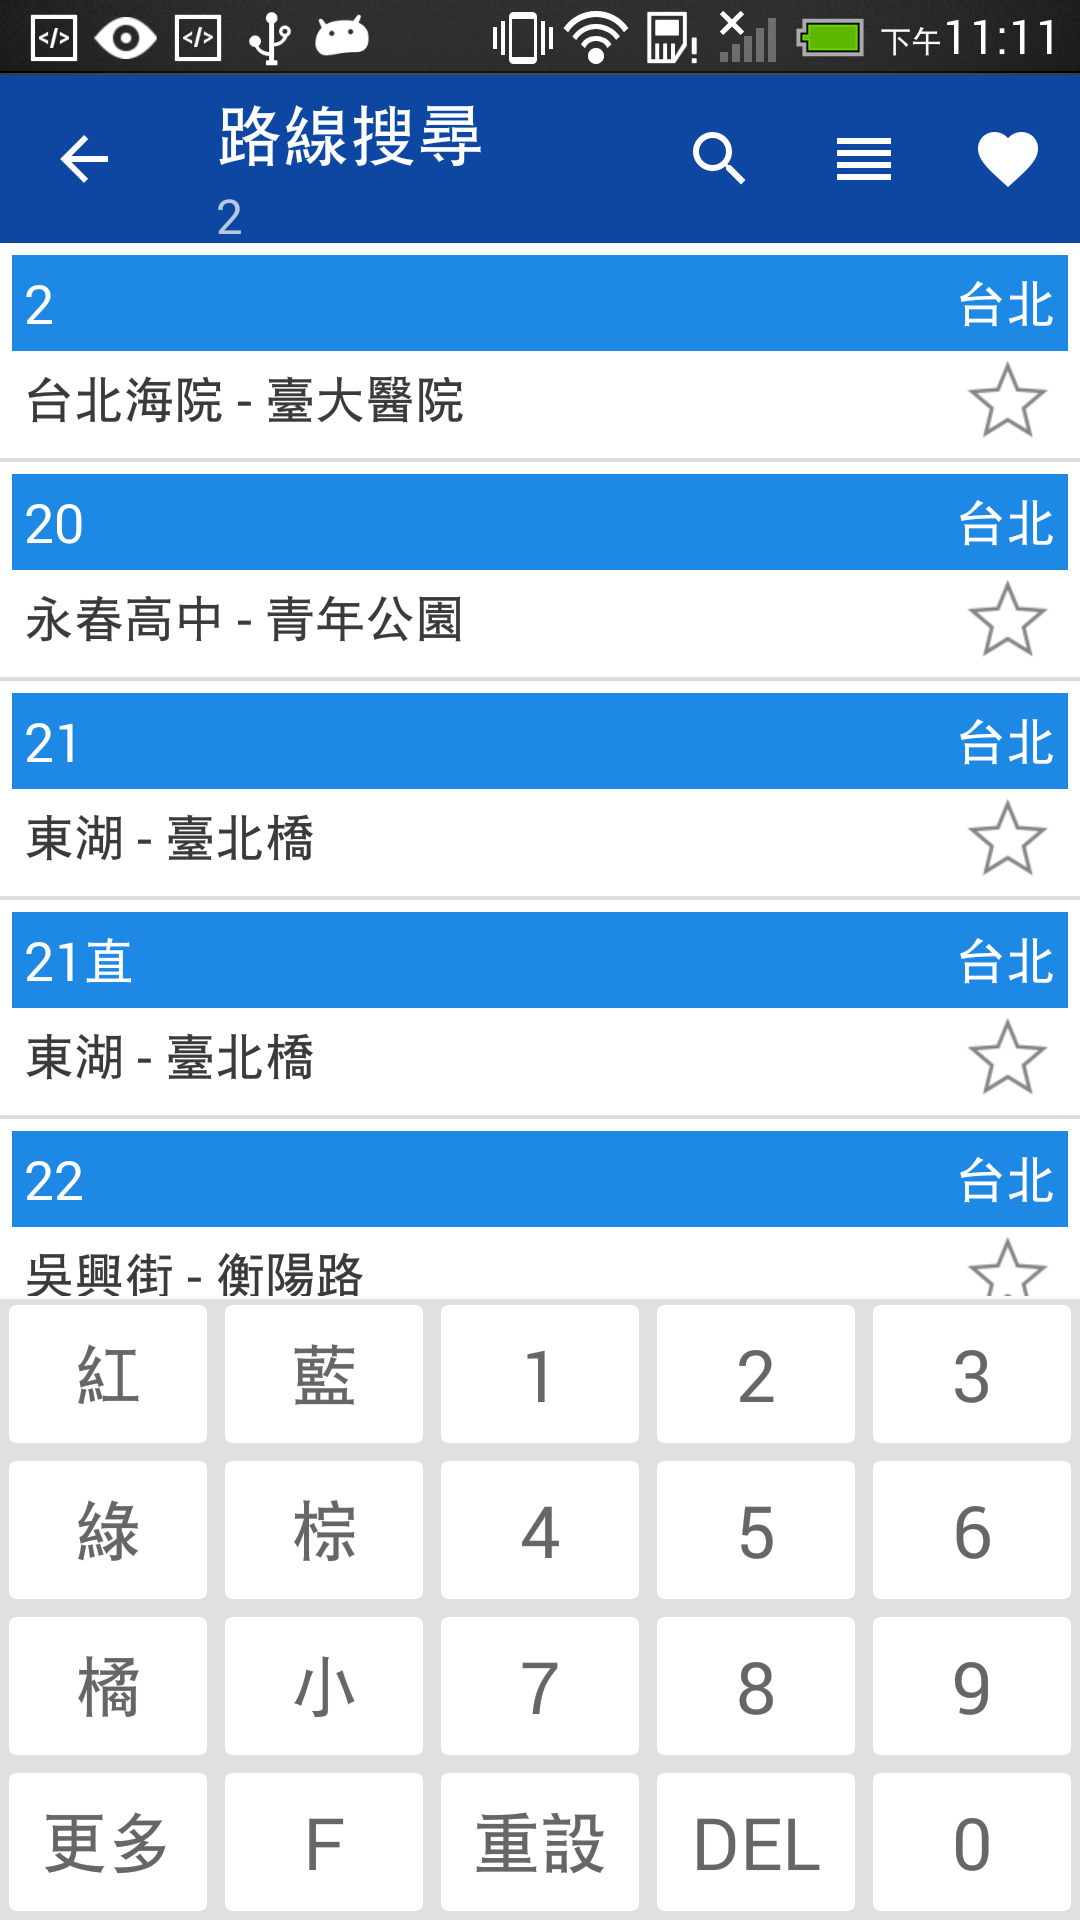 下午11:11
路線搜尋
2
2 台北
台北海院 - 臺大醫院
20 台北
永春高中 - 青年公園
21 台北
東湖 - 臺北橋
21直 台北
東湖 - 臺北橋
22 台北
吳興街 - 衡陽路
紅 藍 1 2 3
綠 棕 4 5 6
橘 小 7 8 9
更多 F 重設 DEL 0